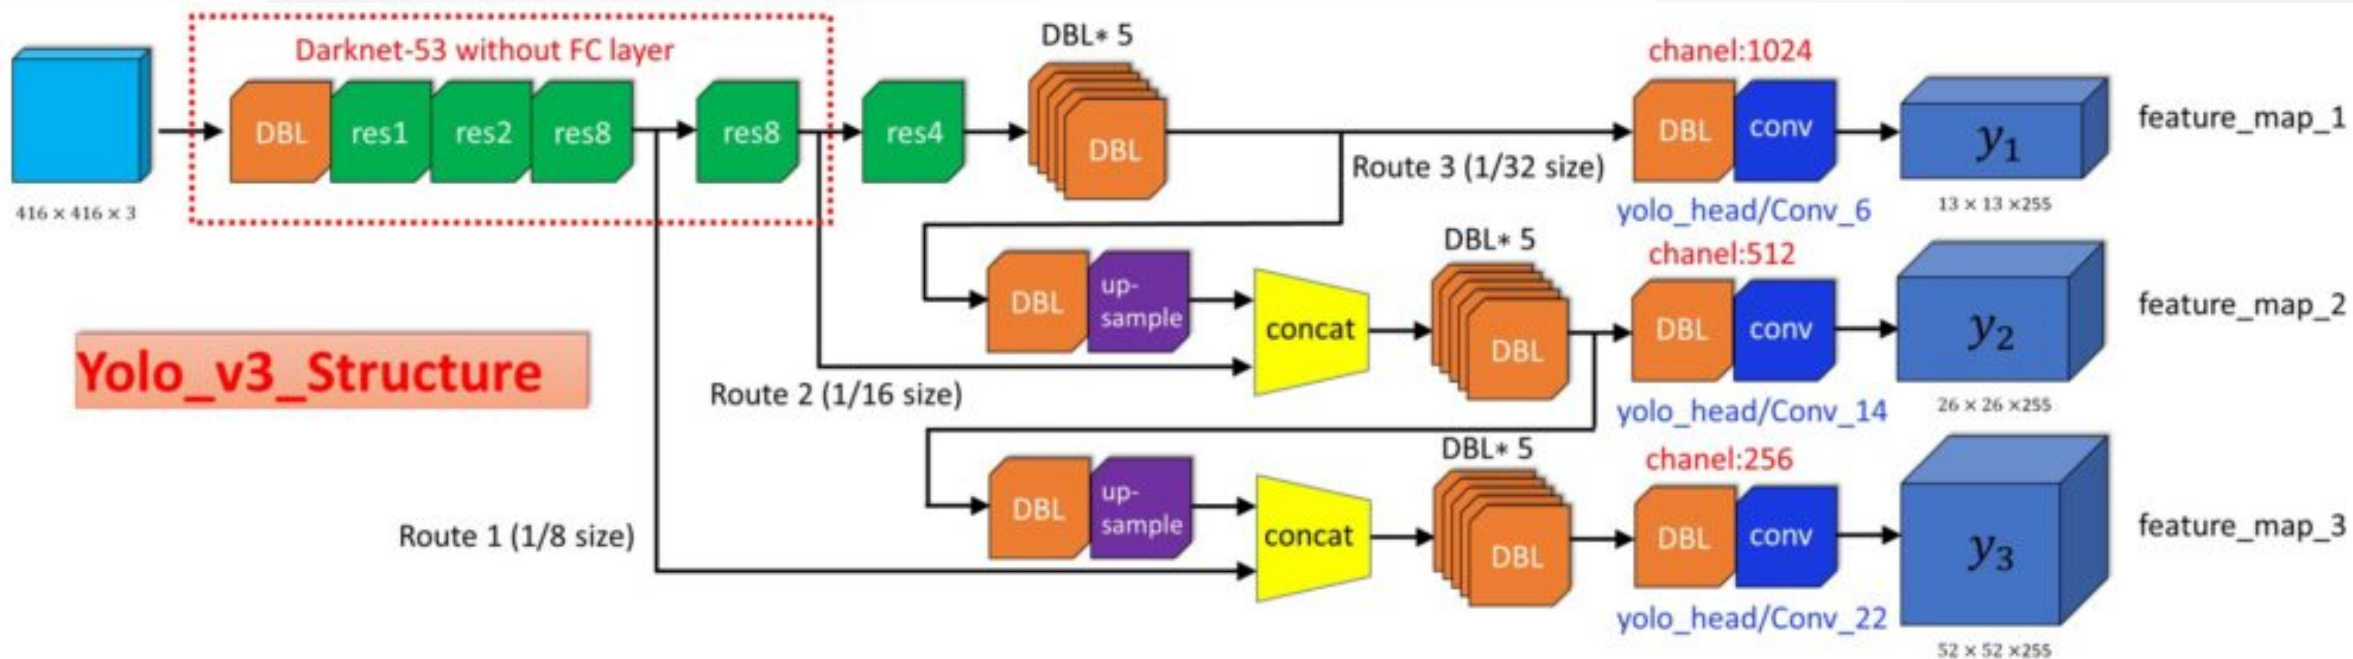 Darknet-53 without FC layer
DBL
res1
res2
res8
res8
res4
DBL* 5
DBL
Route 3 (1/32 size)
chanel:1024
DBL
conv
yolo_head/Conv_6
y₁
13 × 13 ×255
feature_map_1
416 × 416 × 3
DBL
up-
sample
concat
DBL* 5
DBL
chanel:512
DBL
conv
yolo_head/Conv_14
y₂
26 × 26 ×255
feature_map_2
Yolo_v3_Structure
Route 2 (1/16 size)
DBL
up-
sample
concat
DBL* 5
DBL
chanel:256
DBL
conv
yolo_head/Conv_22
y₃
52 × 52 ×255
feature_map_3
Route 1 (1/8 size)